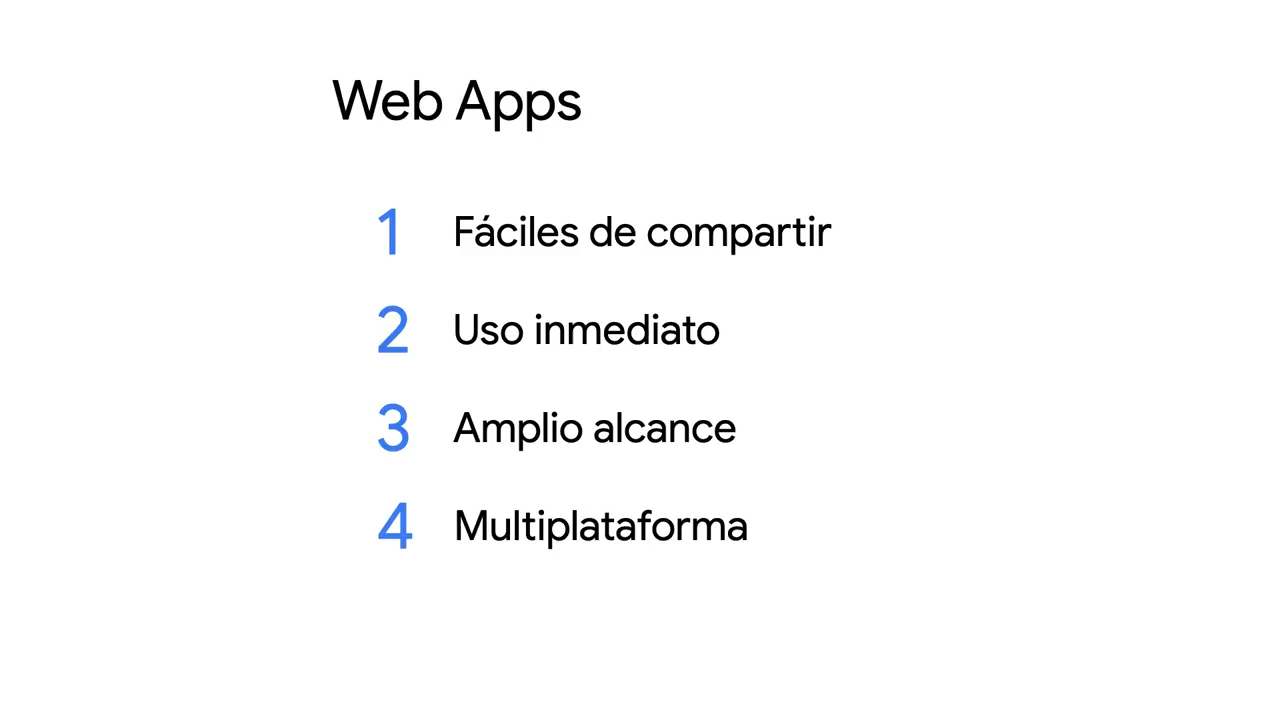 Web Apps
1 Fáciles de compartir
2 Uso inmediato
3 Amplio alcance
4 Multiplataforma